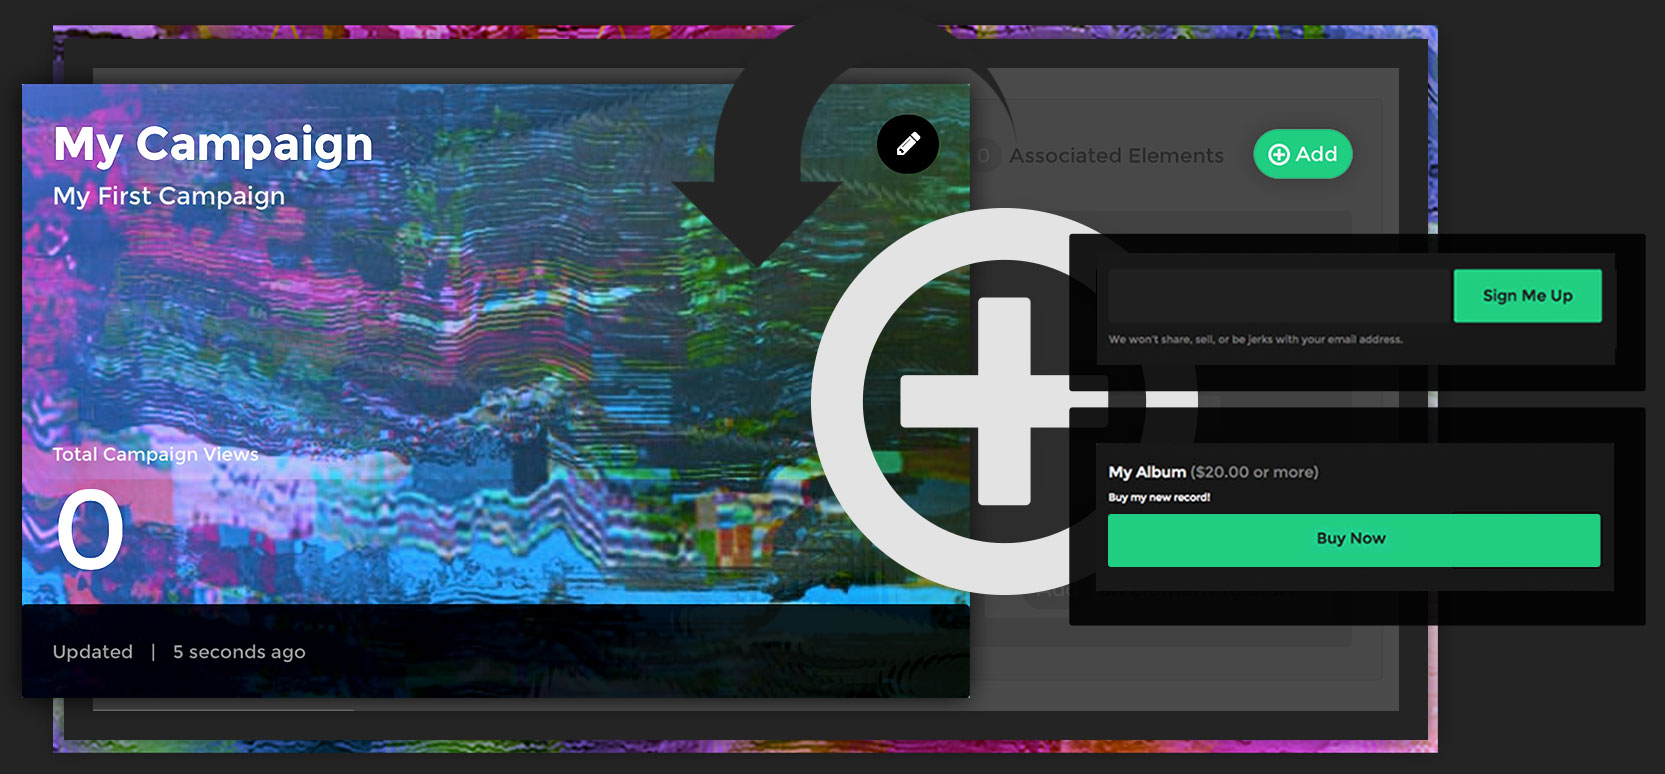 My Campaign
My First Campaign
0 Associated Elements
Add
Sign Me Up
We won't share, sell, or be jerks with your email address.
Total Campaign Views
0
My Album ($20.00 or more)
Buy my new record!
Buy Now
Updated | 5 seconds ago